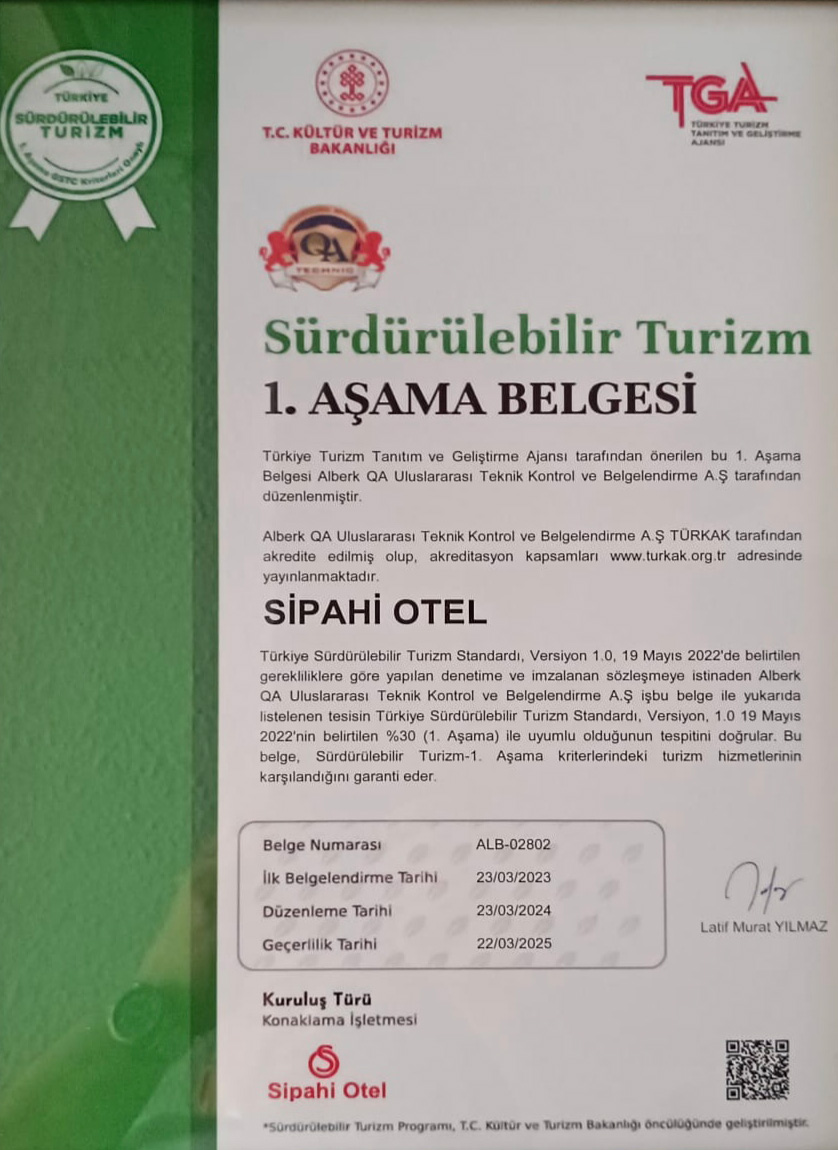 TÜRKİYE
SÜRDÜRÜLEBİLİR
TURİZM
1. Aşama GSTC Kriterleri Onaylı
T.C. KÜLTÜR VE TURİZM
BAKANLIĞI
TGA
TÜRKİYE TURİZM
TANITIM VE GELİŞTİRME
AJANSI
QA
TECHNIC
Sürdürülebilir Turizm
1. AŞAMA BELGESİ
Türkiye Turizm Tanıtım ve Geliştirme Ajansı tarafından önerilen bu 1. Aşama
Belgesi Alberk QA Uluslararası Teknik Kontrol ve Belgelendirme A.Ş tarafından
düzenlenmiştir.
Alberk QA Uluslararası Teknik Kontrol ve Belgelendirme A.Ş TÜRKAK tarafından
akredite edilmiş olup, akreditasyon kapsamları www.turkak.org.tr adresinde
yayınlanmaktadır.
SİPAHİ OTEL
Türkiye Sürdürülebilir Turizm Standardı, Versiyon 1.0, 19 Mayıs 2022'de belirtilen
gerekliliklere göre yapılan denetime ve imzalanan sözleşmeye istinaden Alberk
QA Uluslararası Teknik Kontrol ve Belgelendirme A.Ş işbu belge ile yukarıda
listelenen tesisin Türkiye Sürdürülebilir Turizm Standardı, Versiyon, 1.0 19 Mayıs
2022'nin belirtilen %30 (1. Aşama) ile uyumlu olduğunun tespitini doğrular. Bu
belge, Sürdürülebilir Turizm-1. Aşama kriterlerindeki turizm hizmetlerinin
karşılandığını garanti eder.
Belge Numarası ALB-02802
İlk Belgelendirme Tarihi 23/03/2023
Düzenleme Tarihi 23/03/2024
Geçerlilik Tarihi 22/03/2025
Latif Murat YILMAZ
Kuruluş Türü
Konaklama İşletmesi
Sipahi Otel
*Sürdürülebilir Turizm Programı, T.C. Kültür ve Turizm Bakanlığı öncülüğünde geliştirilmiştir.